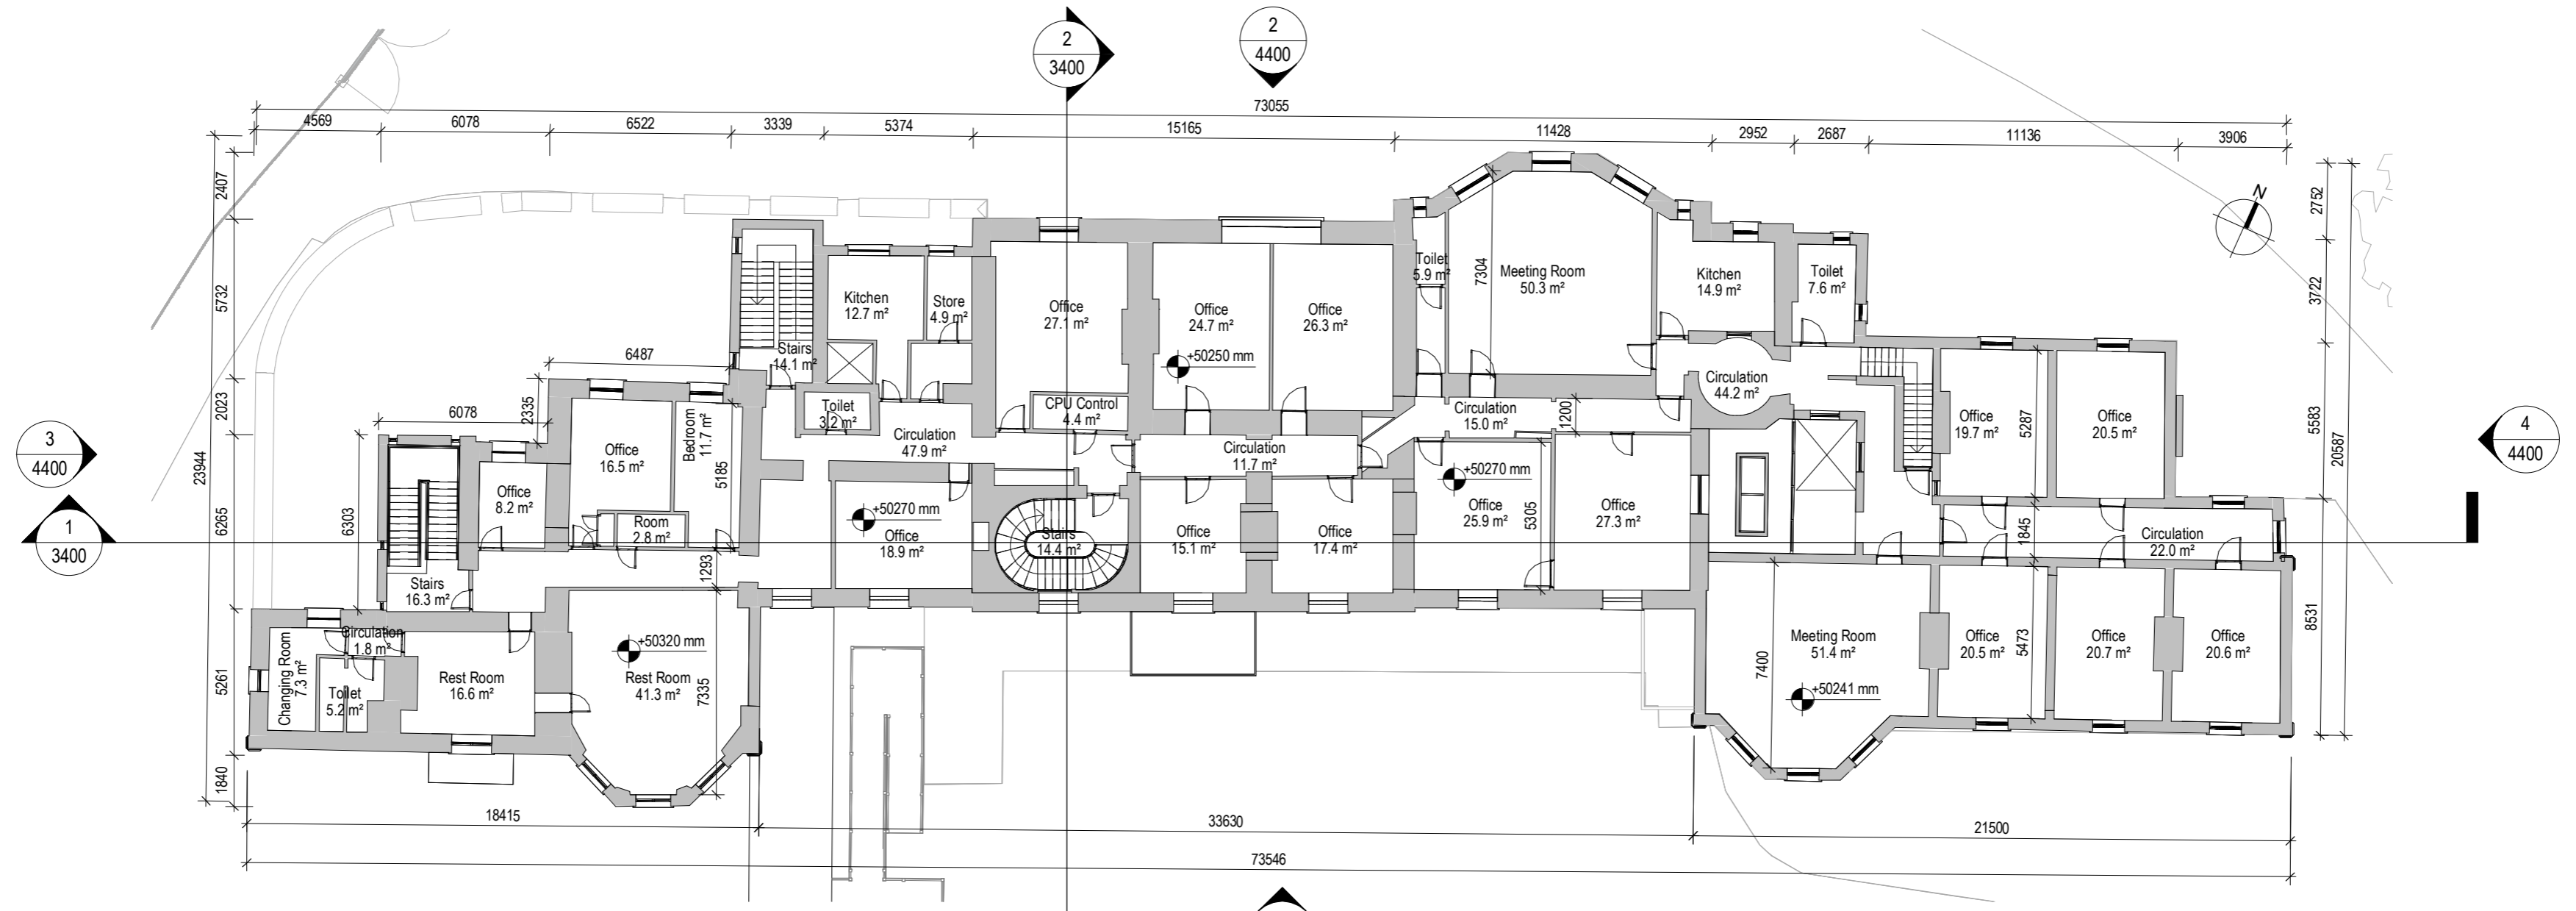 2
3400
2
4400
73055
4569
6078
6522
3339
5374
15165
11428
2952
2687
11136
3906
2407
5732
2023
6265
5261
1840
23944
2752
3722
5583
8531
20587
N
3
4400
1
3400
4
4400
6487
6078
2335
6303
Stairs
14.1 m²
Kitchen
12.7 m²
Store
4.9 m²
Office
27.1 m²
Office
24.7 m²
+50250 mm
Office
26.3 m²
Toilet
5.9 m²
7304
Meeting Room
50.3 m²
Kitchen
14.9 m²
Toilet
7.6 m²
Circulation
44.2 m²
Office
16.5 m²
Bedroom
11.7 m²
5185
Toilet
3.2 m²
CPU Control
4.4 m²
Circulation
47.9 m²
Circulation
11.7 m²
Circulation
15.0 m²
1200
Office
19.7 m²
5287
Office
20.5 m²
Office
8.2 m²
Room
2.8 m²
+50270 mm
Office
18.9 m²
Stairs
14.4 m²
Office
15.1 m²
Office
17.4 m²
+50270 mm
Office
25.9 m²
5305
Office
27.3 m²
1845
Circulation
22.0 m²
1293
Stairs
16.3 m²
Changing Room
7.3 m²
Circulation
1.8 m²
Toilet
5.2 m²
Rest Room
16.6 m²
+50320 mm
Rest Room
41.3 m²
7335
7400
Meeting Room
51.4 m²
+50241 mm
Office
20.5 m²
5473
Office
20.7 m²
Office
20.6 m²
18415
33630
21500
73546